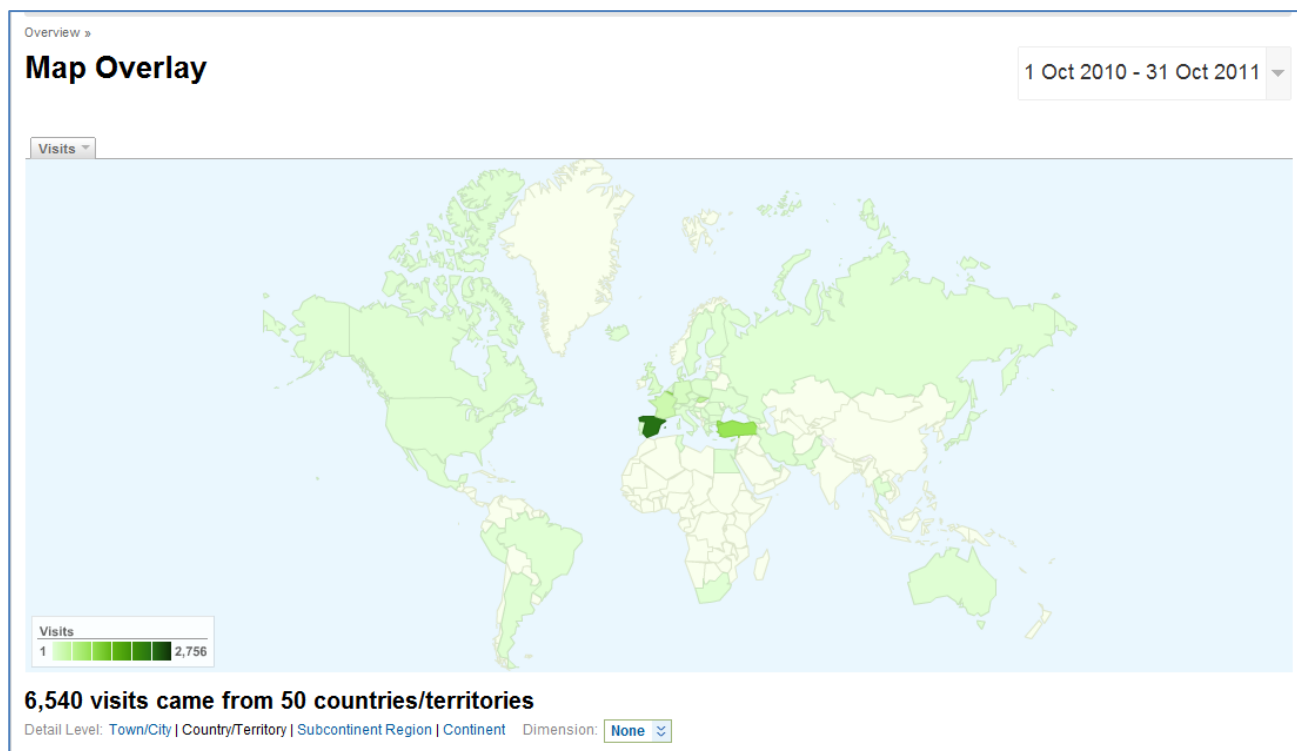 Overview »
Map Overlay
1 Oct 2010 - 31 Oct 2011
Visits
Visits
1 2,756
6,540 visits came from 50 countries/territories
Detail Level: Town/City | Country/Territory | Subcontinent Region | Continent Dimension: None